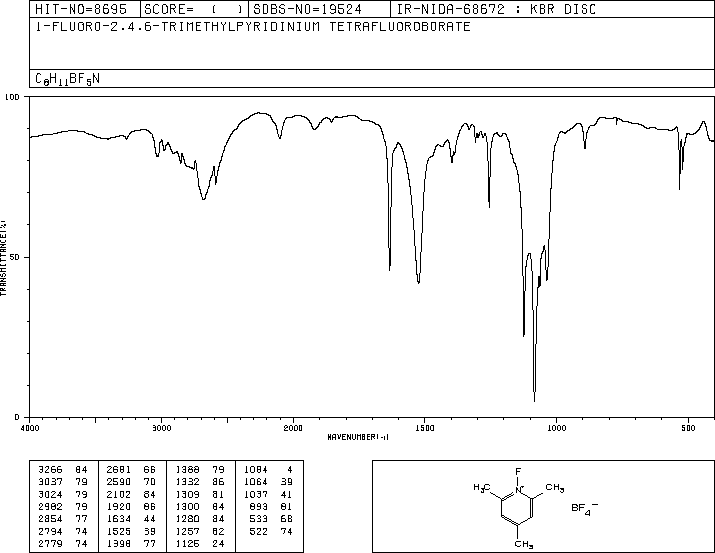 HIT-NO=8695 SCORE= ( ) SDBS-NO=19524 IR-NIDA-68672 : KBR DISC
1-FLUORO-2,4,6-TRIMETHYLPYRIDINIUM TETRAFLUOROBORATE
C8H11BF5N
100
50
0
TRANSMITTANCE(%)
4000 3000 2000 1500 1000 500
WAVENUMBER(-1)
3266 84 2681 66 1388 79 1084 4
3037 79 2590 70 1332 86 1064 39
3024 79 2102 84 1309 81 1037 41
2982 79 1920 86 1300 84 893 81
2854 77 1634 44 1280 84 533 68
2794 74 1525 39 1257 62 522 74
2779 74 1398 77 1125 24
F
H3C N+ CH3
BF4−
CH3